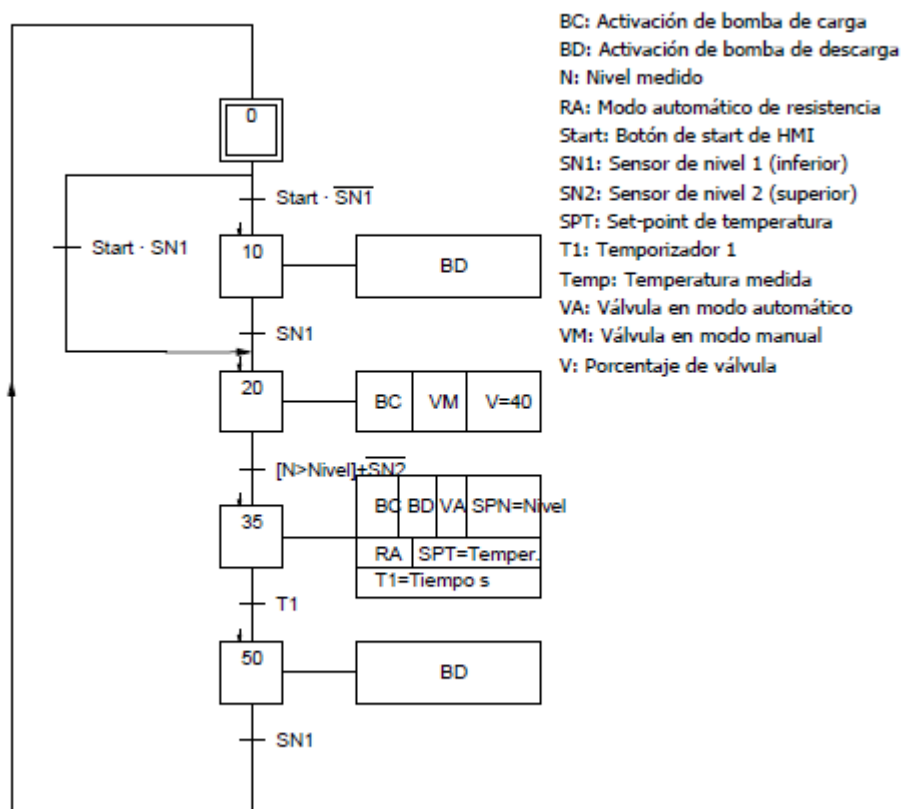 0
Start · S̅N̅1̅
Start · SN1
10
BD
SN1
20
BC VM V=40
[N>Nivel]+S̅N̅2̅
35
BC BD VA SPN=Nivel
RA SPT=Temper.
T1=Tiempo s
T1
50
BD
SN1
BC: Activación de bomba de carga
BD: Activación de bomba de descarga
N: Nivel medido
RA: Modo automático de resistencia
Start: Botón de start de HMI
SN1: Sensor de nivel 1 (inferior)
SN2: Sensor de nivel 2 (superior)
SPT: Set-point de temperatura
T1: Temporizador 1
Temp: Temperatura medida
VA: Válvula en modo automático
VM: Válvula en modo manual
V: Porcentaje de válvula